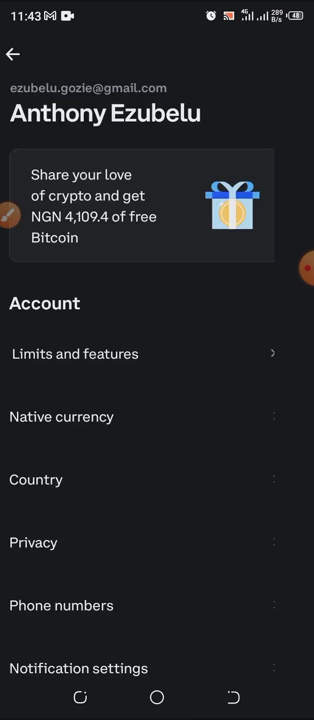 11:43
4G
289
B/s
48
ezubelu.gozie@gmail.com
Anthony Ezubelu
Share your love
of crypto and get
NGN 4,109.4 of free
Bitcoin
Account
Limits and features
Native currency
Country
Privacy
Phone numbers
Notification settings